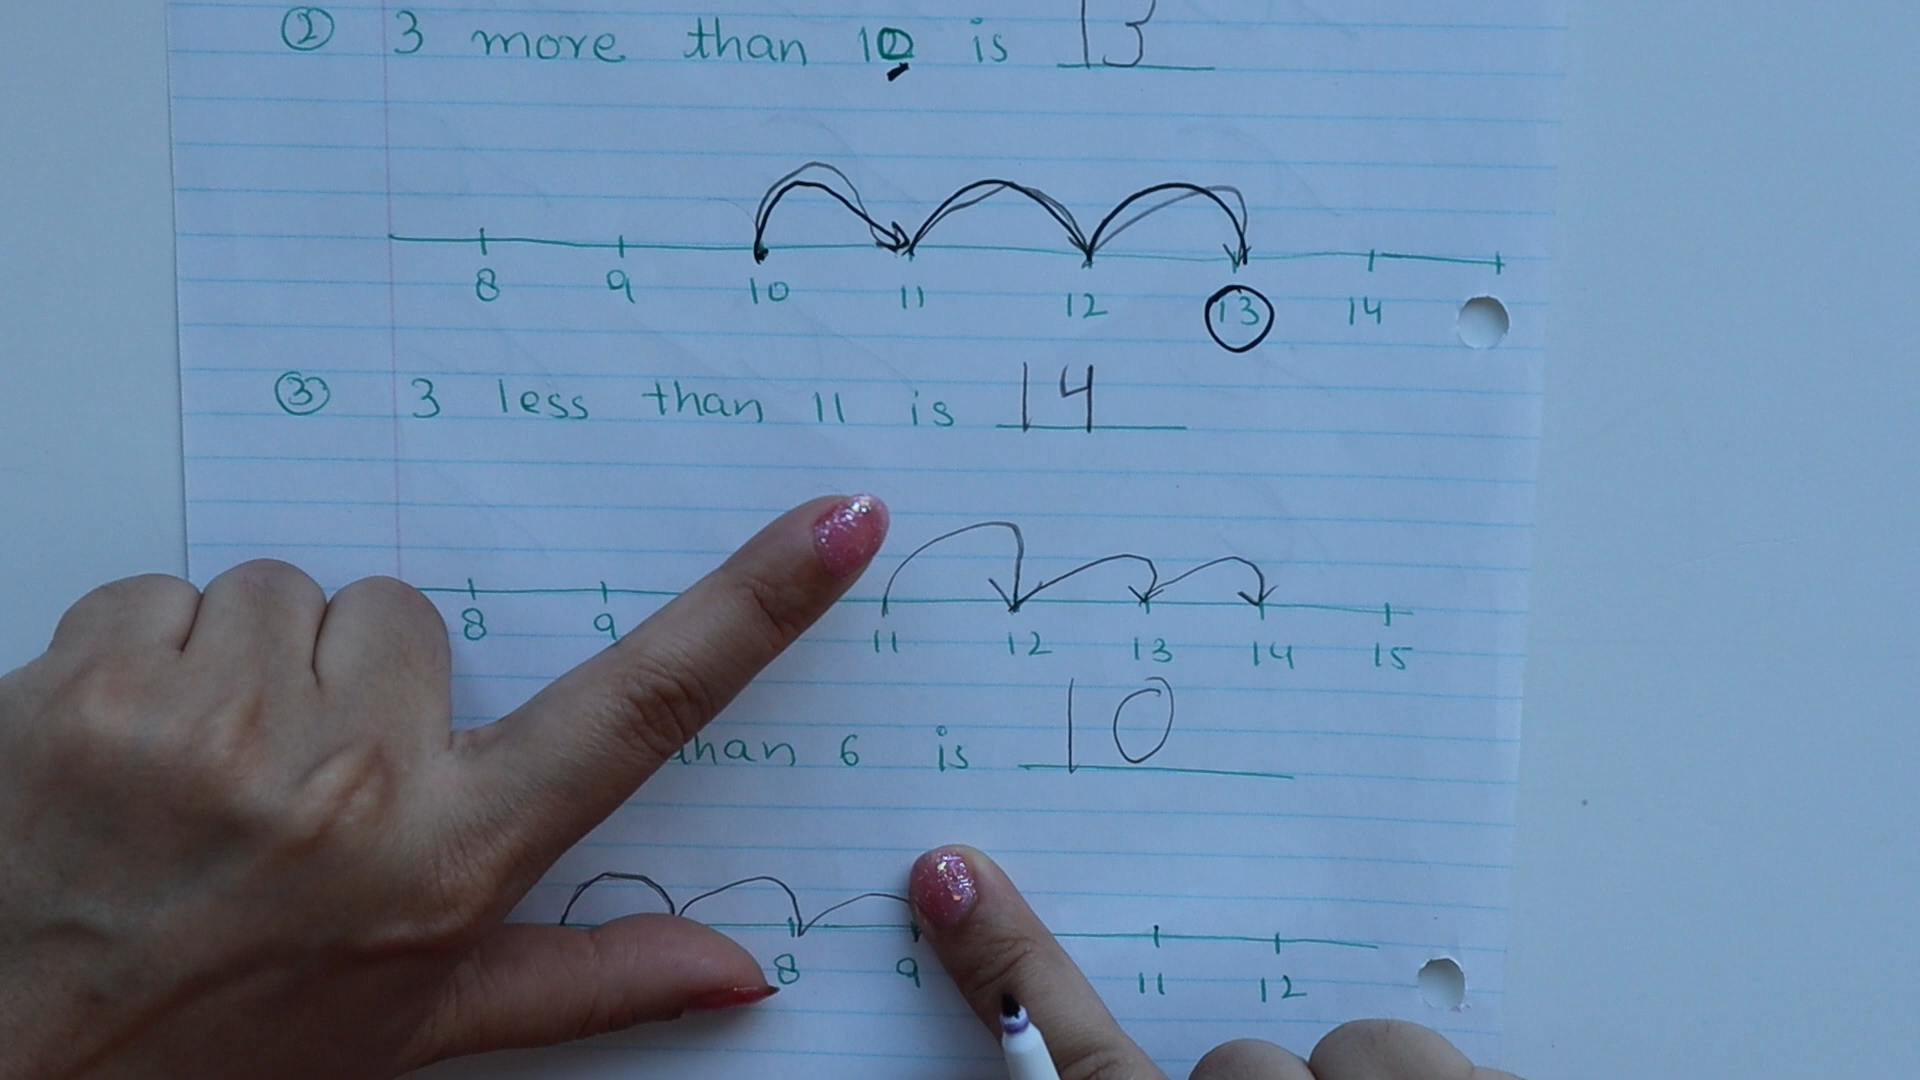 ② 3 more than 10 is 13
8 9 10 11 12 13 14
③ 3 less than 11 is 14
8 9 11 12 13 14 15
than 6 is 10
8 9 11 12